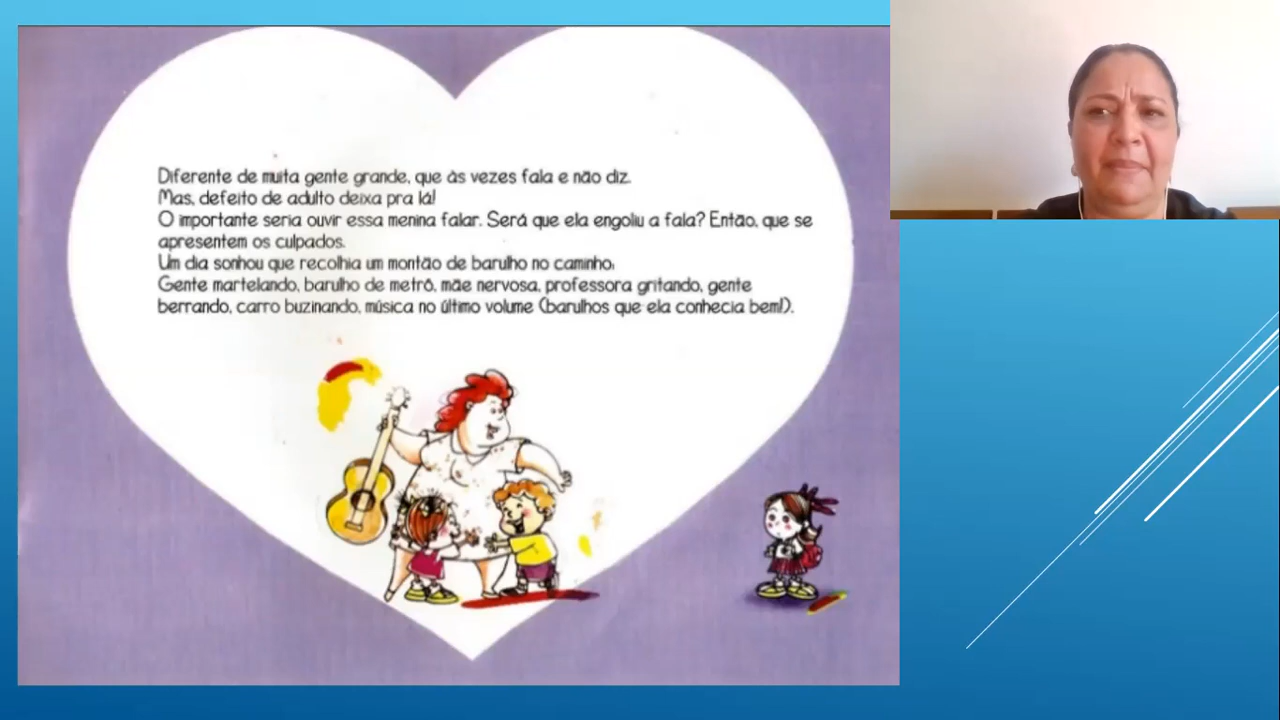 Diferente de muita gente grande, que às vezes fala e não diz.
Mas, defeito de adulto deixa pra lá!
O importante seria ouvir essa menina falar. Será que ela engoliu a fala? Então, que se
apresentem os culpados.
Um dia sonhou que recolhia um montão de barulho no caminho:
Gente martelando, barulho de metrô, mãe nervosa, professora gritando, gente
berrando, carro buzinando, música no último volume (barulhos que ela conhecia bem!).